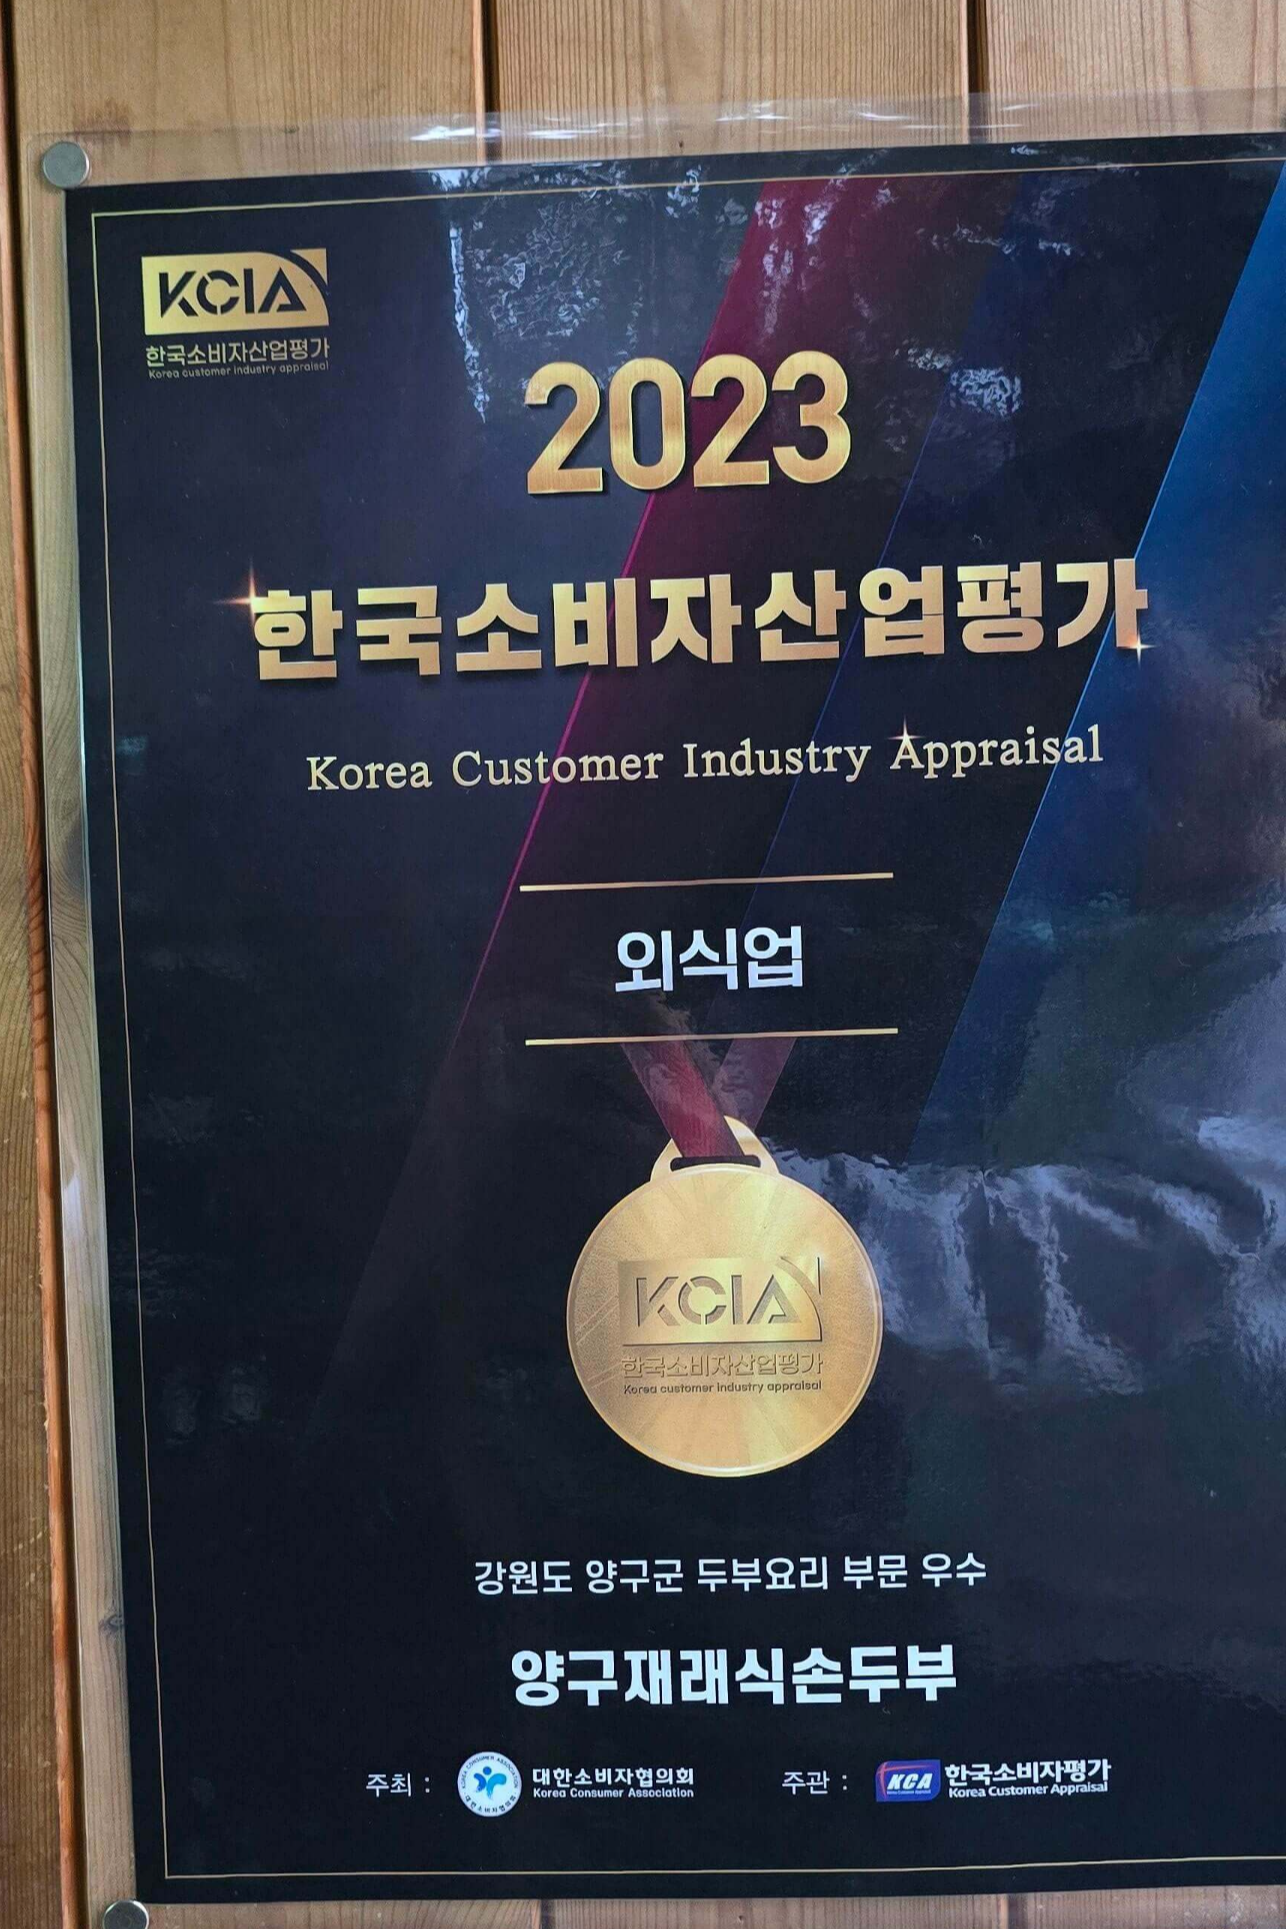 KCIA
한국소비자산업평가
Korea customer industry appraisal
2023
한국소비자산업평가
Korea Customer Industry Appraisal
외식업
KCIA
한국소비자산업평가
Korea customer industry appraisal
강원도 양구군 두부요리 부문 우수
양구재래식손두부
주최 : 대한소비자협의회 주관 : KCA 한국소비자평가
Korea Consumer Association Korea Customer Appraisal